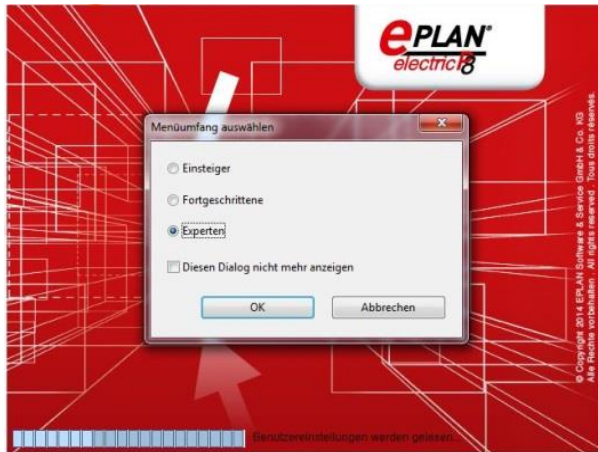 ePLAN®
electric P8
Menüumfang auswählen
Einsteiger
Fortgeschrittene
Experten
Diesen Dialog nicht mehr anzeigen
OK
Abbrechen
© Copyright 2014 EPLAN Software & Service GmbH & Co. KG
Alle Rechte vorbehalten . All rights reserved . Tous droits réservés.
Benutzereinstellungen werden gelesen...